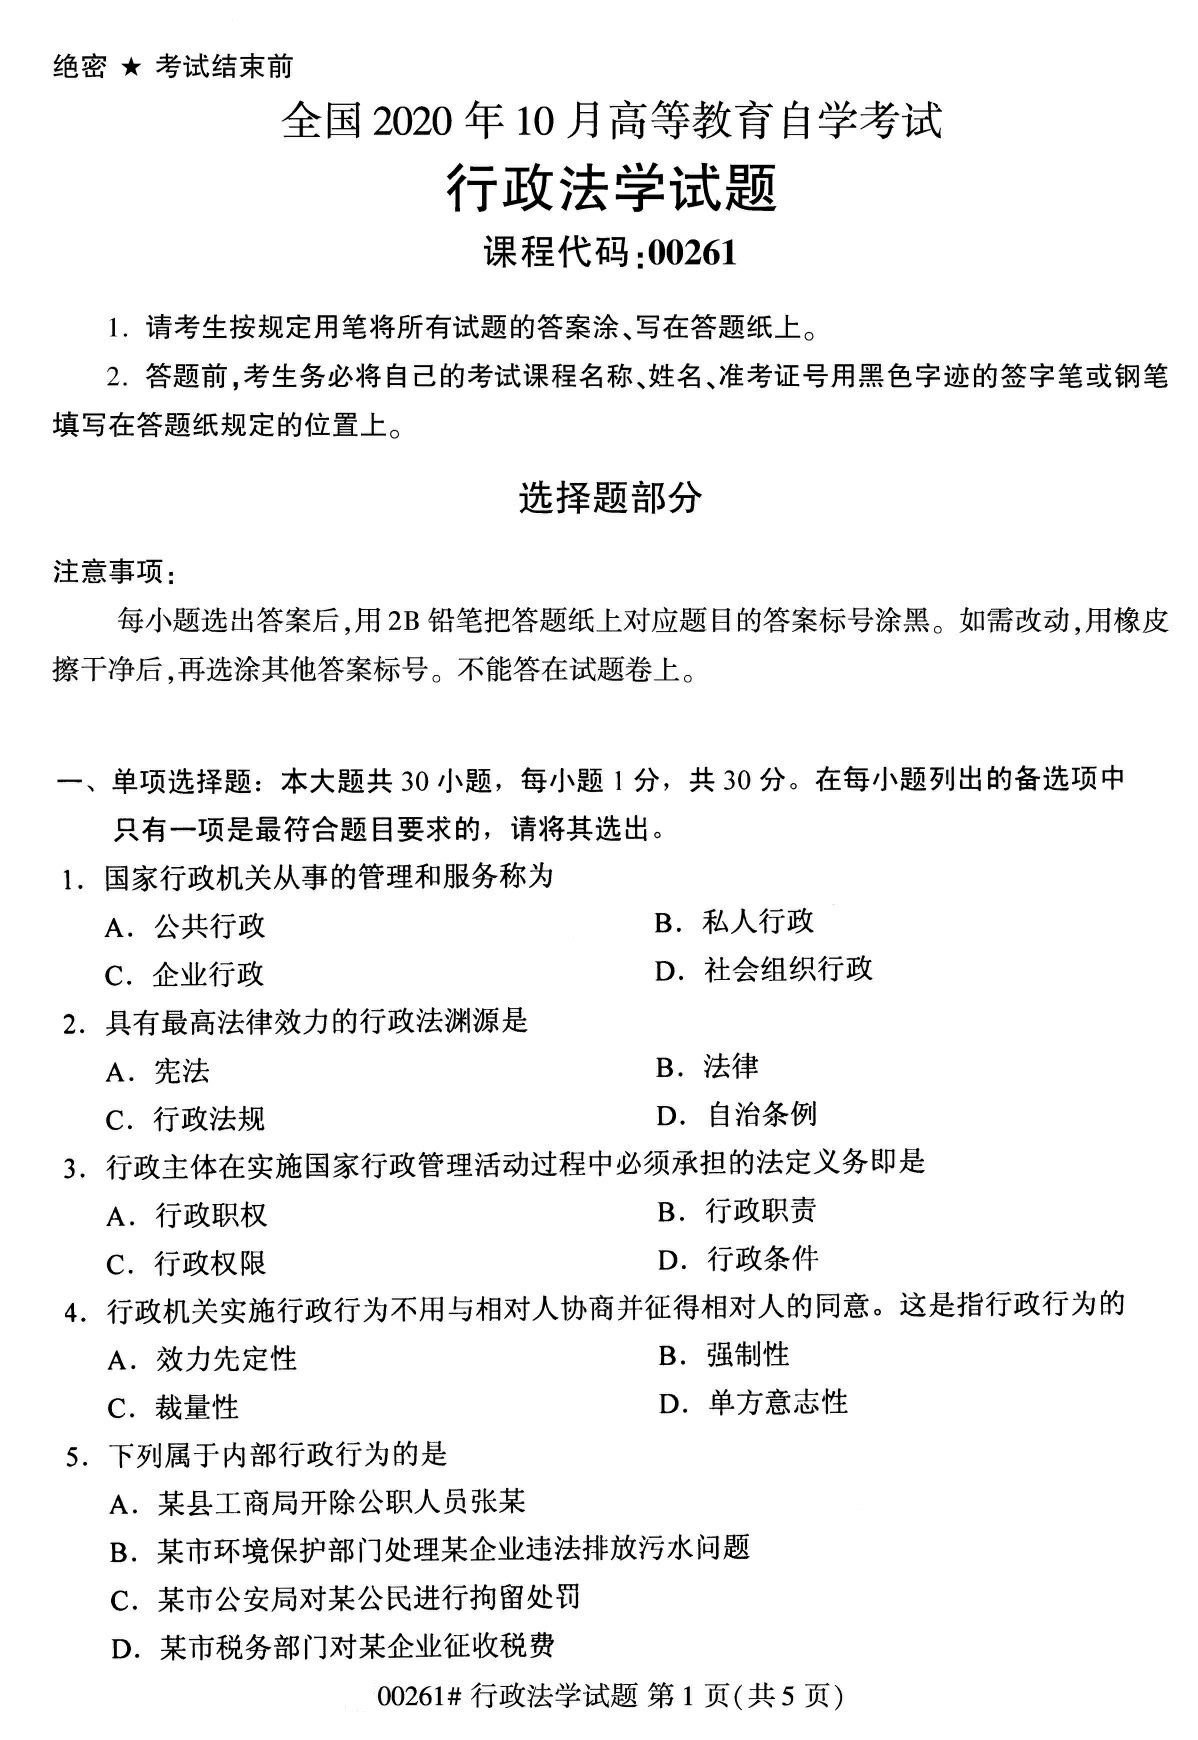 绝密 ★ 考试结束前
全国 2020 年 10 月高等教育自学考试
行政法学试题
课程代码:00261
1. 请考生按规定用笔将所有试题的答案涂、写在答题纸上。
2. 答题前,考生务必将自己的考试课程名称、姓名、准考证号用黑色字迹的签字笔或钢笔
填写在答题纸规定的位置上。
选择题部分
注意事项:
每小题选出答案后,用 2B 铅笔把答题纸上对应题目的答案标号涂黑。如需改动,用橡皮
擦干净后,再选涂其他答案标号。不能答在试题卷上。
一、单项选择题：本大题共 30 小题，每小题 1 分，共 30 分。在每小题列出的备选项中
只有一项是最符合题目要求的，请将其选出。
1. 国家行政机关从事的管理和服务称为
A. 公共行政 B. 私人行政
C. 企业行政 D. 社会组织行政
2. 具有最高法律效力的行政法渊源是
A. 宪法 B. 法律
C. 行政法规 D. 自治条例
3. 行政主体在实施国家行政管理活动过程中必须承担的法定义务即是
A. 行政职权 B. 行政职责
C. 行政权限 D. 行政条件
4. 行政机关实施行政行为不用与相对人协商并征得相对人的同意。这是指行政行为的
A. 效力先定性 B. 强制性
C. 裁量性 D. 单方意志性
5. 下列属于内部行政行为的是
A. 某县工商局开除公职人员张某
B. 某市环境保护部门处理某企业违法排放污水问题
C. 某市公安局对某公民进行拘留处罚
D. 某市税务部门对某企业征收税费
00261# 行政法学试题 第 1 页(共 5 页)